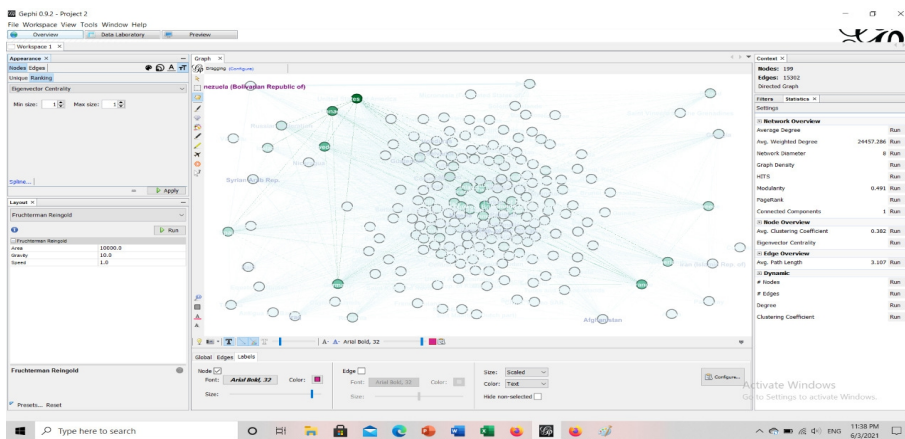 Gephi 0.9.2 - Project 2
File Workspace View Tools Window Help
Overview Data Laboratory Preview
Workspace 1 ×
Appearance ×
Nodes Edges
Unique Ranking
Eigenvector Centrality
Min size: 1 Max size: 1
Spline...
Apply
Layout ×
Fruchterman Reingold
Run
Fruchterman Reingold
Area 10000.0
Gravity 10.0
Speed 1.0
Fruchterman Reingold
Presets... Reset
Graph ×
Dragging (Configure)
nezuela (Bolivarian Republic of)
Syrian Arab Rep.
Afghanistan
A- A- Arial Bold, 32
Global Edges Labels
Node
Font: Arial Bold, 32 Color:
Size:
Edge
Font: Arial Bold, 32 Color:
Size:
Size: Scaled
Color: Text
Hide non-selected
Configure...
Context ×
Nodes: 199
Edges: 15302
Directed Graph
Filters Statistics ×
Settings
Network Overview
Average Degree Run
Avg. Weighted Degree 24457.286 Run
Network Diameter 8 Run
Graph Density Run
HITS Run
Modularity 0.491 Run
PageRank Run
Connected Components 1 Run
Node Overview
Avg. Clustering Coefficient 0.382 Run
Eigenvector Centrality Run
Edge Overview
Avg. Path Length 3.107 Run
Dynamic
# Nodes Run
# Edges Run
Degree Run
Clustering Coefficient Run
Activate Windows
Go to Settings to activate Windows.
Type here to search
ENG
11:38 PM
6/3/2021